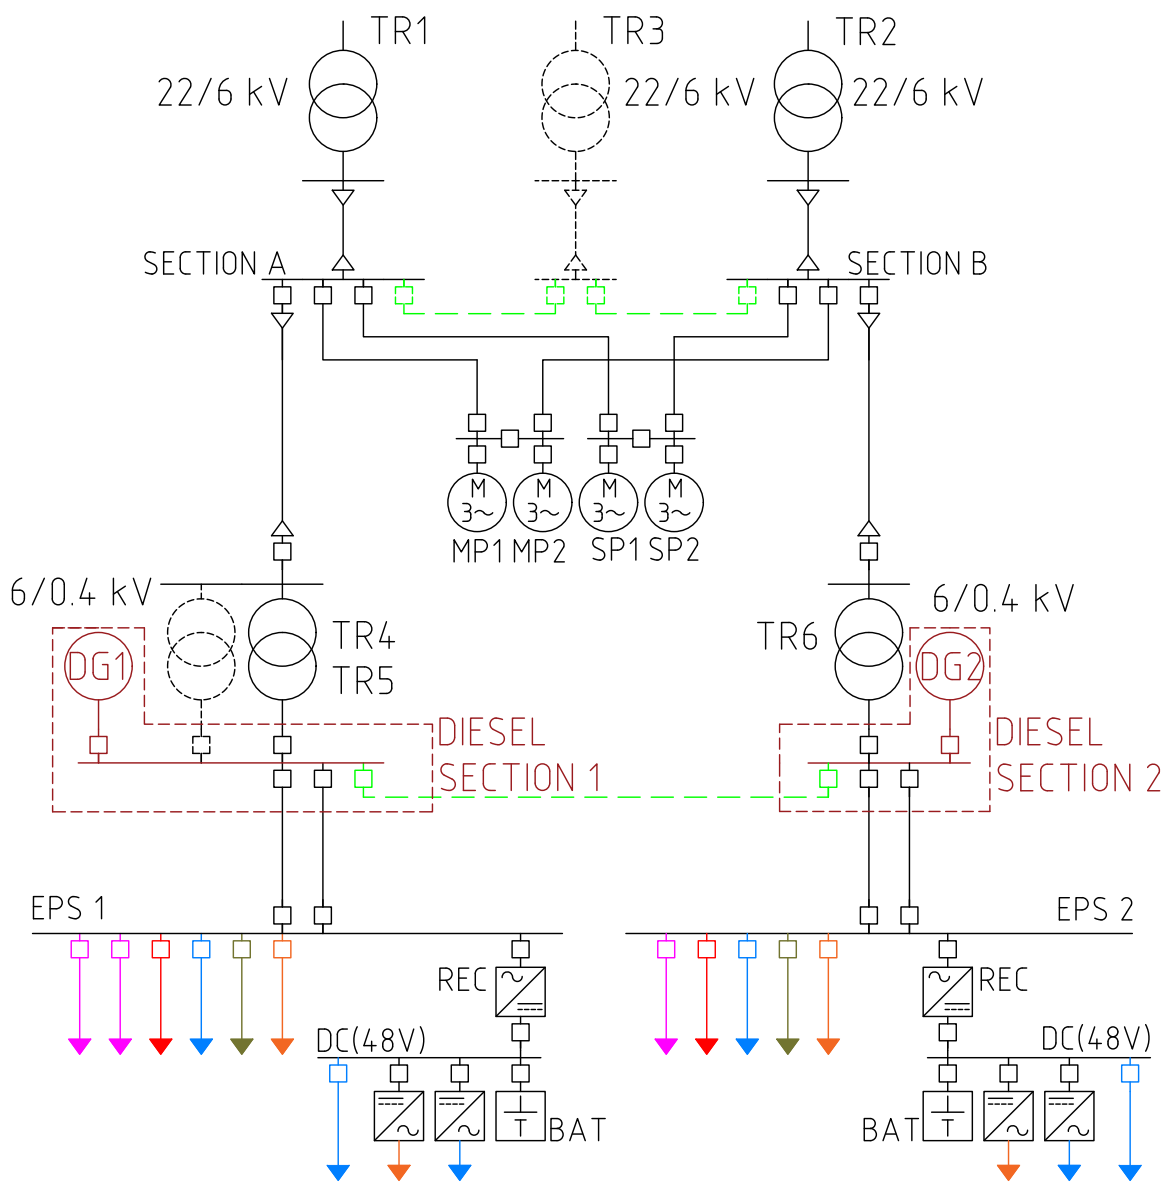 TR1
TR3
TR2
22/6 kV
22/6 kV
22/6 kV
SECTION A
SECTION B
M
3~
M
3~
M
3~
M
3~
MP1
MP2
SP1
SP2
6/0.4 kV
6/0.4 kV
TR4
TR5
TR6
DG1
DG2
DIESEL
SECTION 1
DIESEL
SECTION 2
EPS 1
EPS 2
REC
REC
DC(48V)
DC(48V)
BAT
BAT